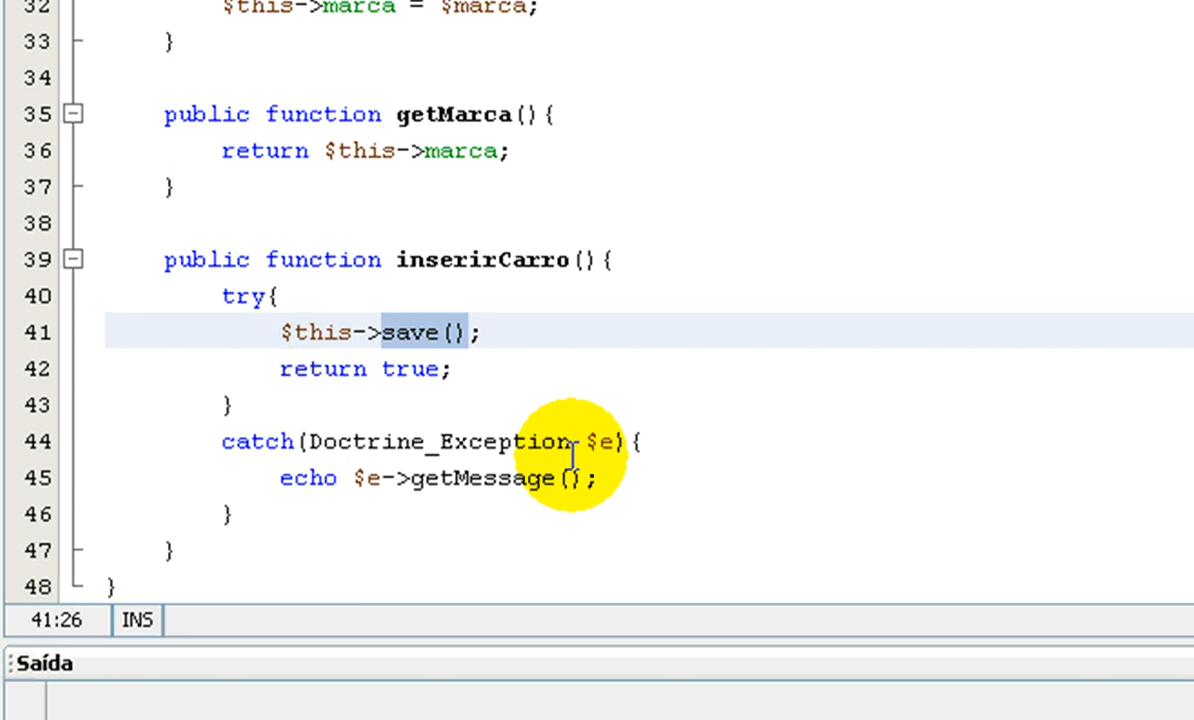 32 $this->marca = $marca;
33 }
34
35 public function getMarca(){
36 return $this->marca;
37 }
38
39 public function inserirCarro(){
40 try{
41 $this->save();
42 return true;
43 }
44 catch(Doctrine_Exception $e){
45 echo $e->getMessage();
46 }
47 }
48 }
41:26 INS
Saída